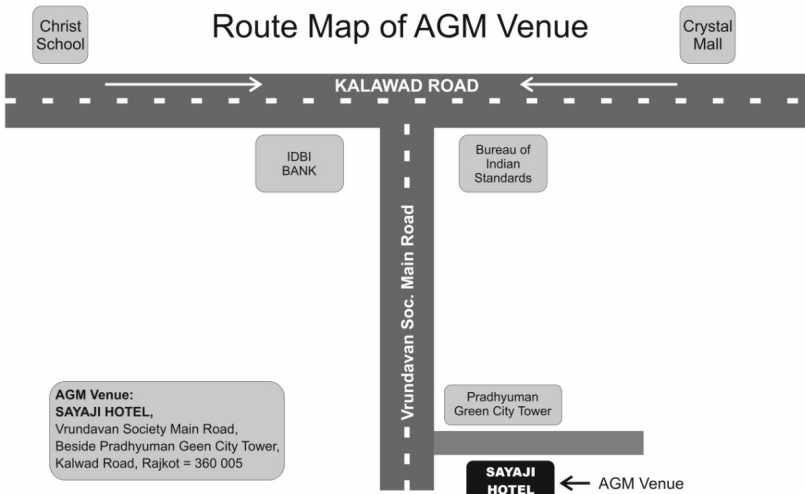 Route Map of AGM Venue
Christ
School
Crystal
Mall
KALAWAD ROAD
IDBI
BANK
Bureau of
Indian
Standards
Vrundavan Soc. Main Road
AGM Venue:
SAYAJI HOTEL,
Vrundavan Society Main Road,
Beside Pradhyuman Geen City Tower,
Kalwad Road, Rajkot = 360 005
Pradhyuman
Green City Tower
SAYAJI
HOTEL
AGM Venue